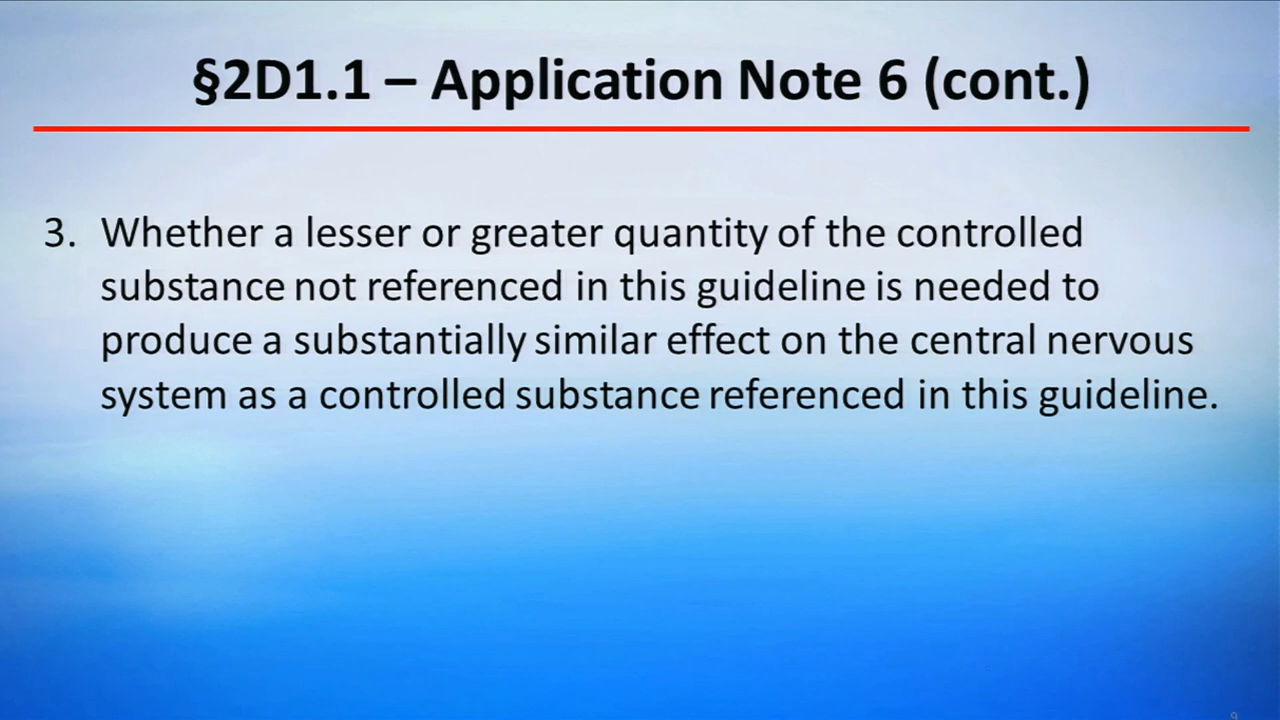 §2D1.1 – Application Note 6 (cont.)
3. Whether a lesser or greater quantity of the controlled
substance not referenced in this guideline is needed to
produce a substantially similar effect on the central nervous
system as a controlled substance referenced in this guideline.
9